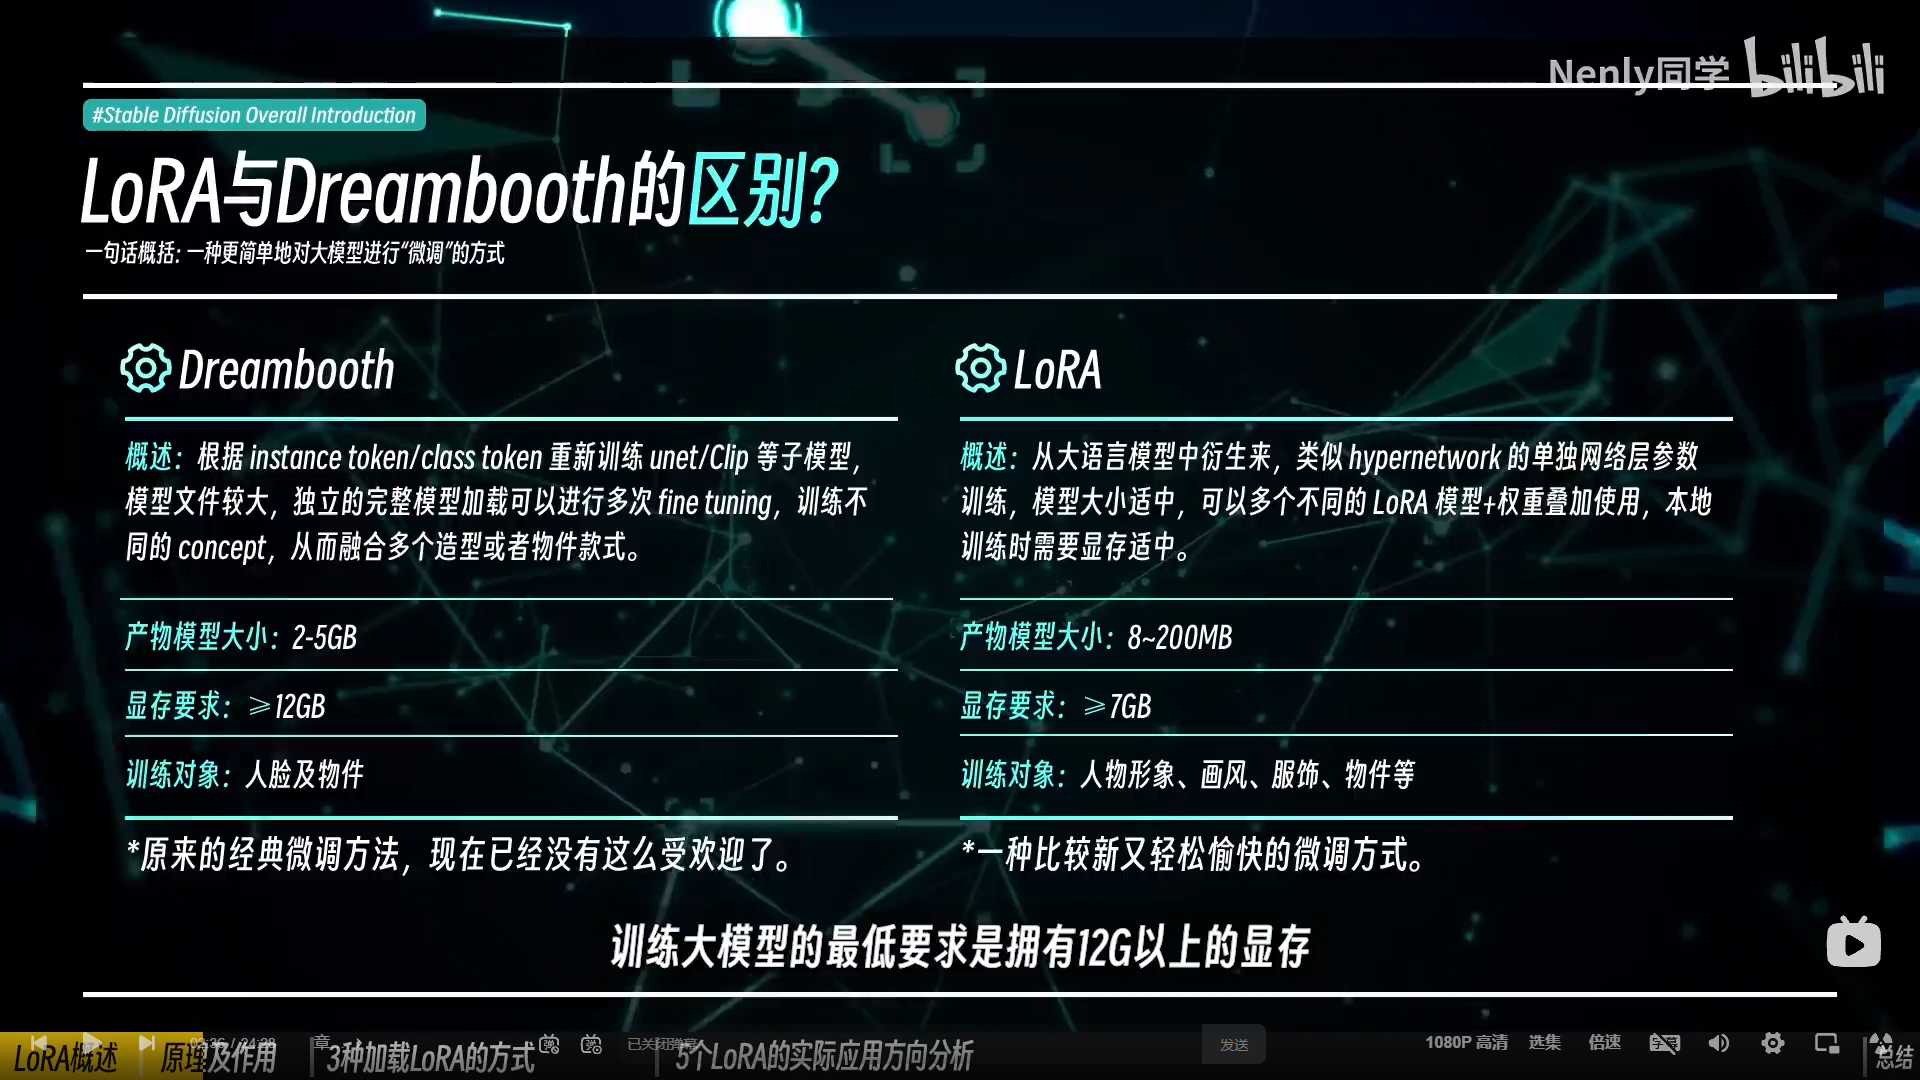 Nenly同学 bilibili
#Stable Diffusion Overall Introduction
LoRA与Dreambooth的区别?
一句话概括: 一种更简单地对大模型进行“微调”的方式
Dreambooth
概述：根据 instance token/class token 重新训练 unet/Clip 等子模型，
模型文件较大，独立的完整模型加载可以进行多次 fine tuning，训练不
同的 concept，从而融合多个造型或者物件款式。
产物模型大小：2-5GB
显存要求：≥12GB
训练对象：人脸及物件
*原来的经典微调方法，现在已经没有这么受欢迎了。
LoRA
概述：从大语言模型中衍生来，类似 hypernetwork 的单独网络层参数
训练，模型大小适中，可以多个不同的 LoRA 模型+权重叠加使用，本地
训练时需要显存适中。
产物模型大小：8~200MB
显存要求：≥7GB
训练对象：人物形象、画风、服饰、物件等
*一种比较新又轻松愉快的微调方式。
训练大模型的最低要求是拥有12G以上的显存
LoRA概述 原理及作用 3种加载LoRA的方式 5个LoRA的实际应用方向分析 总结
已关闭弹幕 发送 1080P 高清 选集 倍速 字幕